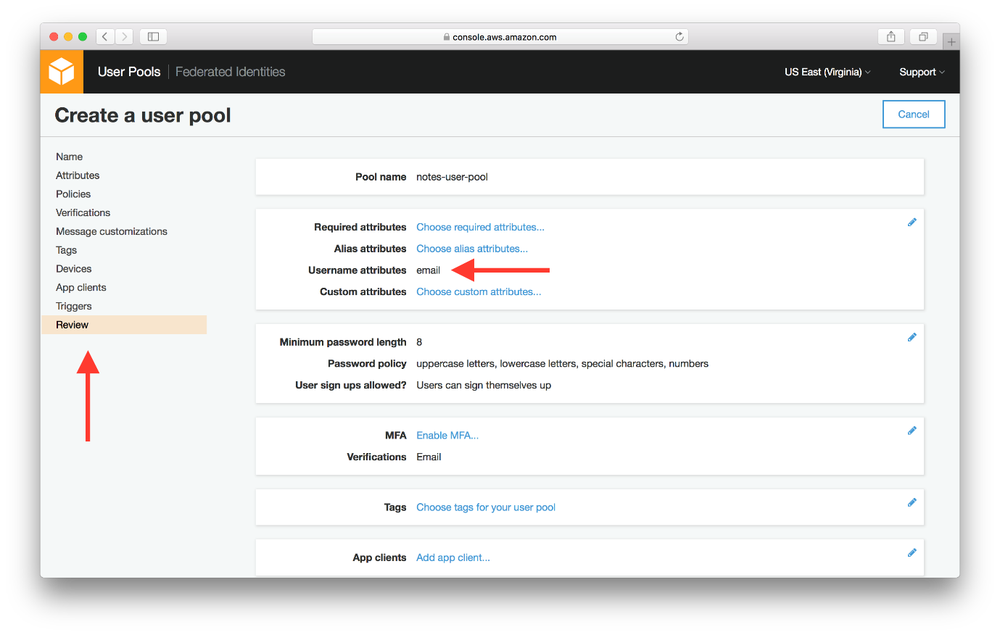 console.aws.amazon.com
User Pools Federated Identities US East (Virginia) Support
Create a user pool Cancel
Name
Attributes
Policies
Verifications
Message customizations
Tags
Devices
App clients
Triggers
Review
Pool name notes-user-pool
Required attributes Choose required attributes...
Alias attributes Choose alias attributes...
Username attributes email
Custom attributes Choose custom attributes...
Minimum password length 8
Password policy uppercase letters, lowercase letters, special characters, numbers
User sign ups allowed? Users can sign themselves up
MFA Enable MFA...
Verifications Email
Tags Choose tags for your user pool
App clients Add app client...